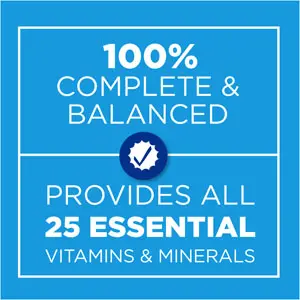 100%
COMPLETE &
BALANCED
PROVIDES ALL
25 ESSENTIAL
VITAMINS & MINERALS